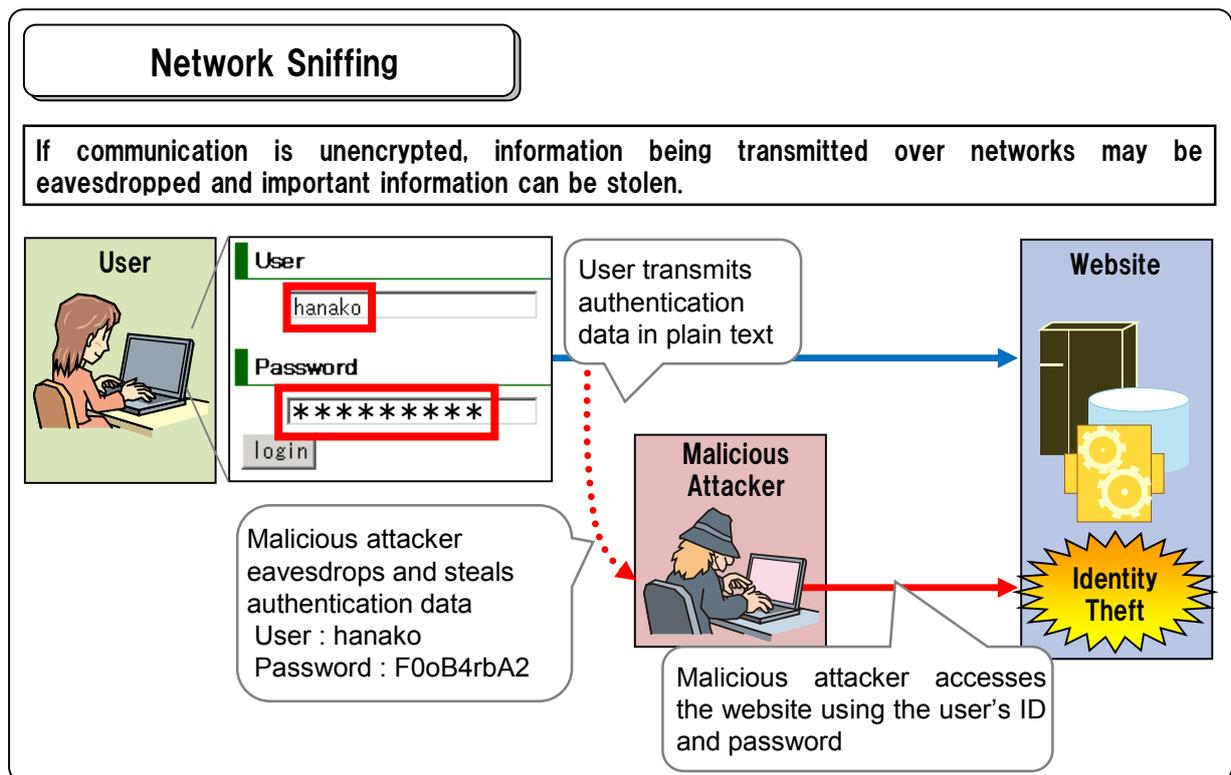 Network Sniffing
If communication is unencrypted, information being transmitted over networks may be
eavesdropped and important information can be stolen.
User
User
hanako
Password
*********
login
User transmits
authentication
data in plain text
Website
Malicious
Attacker
Malicious attacker
eavesdrops and steals
authentication data
User : hanako
Password : F0oB4rbA2
Identity
Theft
Malicious attacker accesses
the website using the user's ID
and password